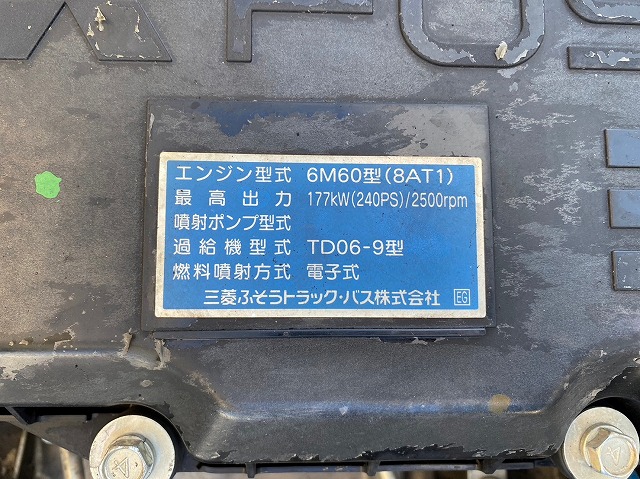 エンジン型式 6M60型(8AT1)
最高出力 177kW(240PS)/2500rpm
噴射ポンプ型式
過給機型式 TD06-9型
燃料噴射方式 電子式
三菱ふそうトラック・バス株式会社 EG